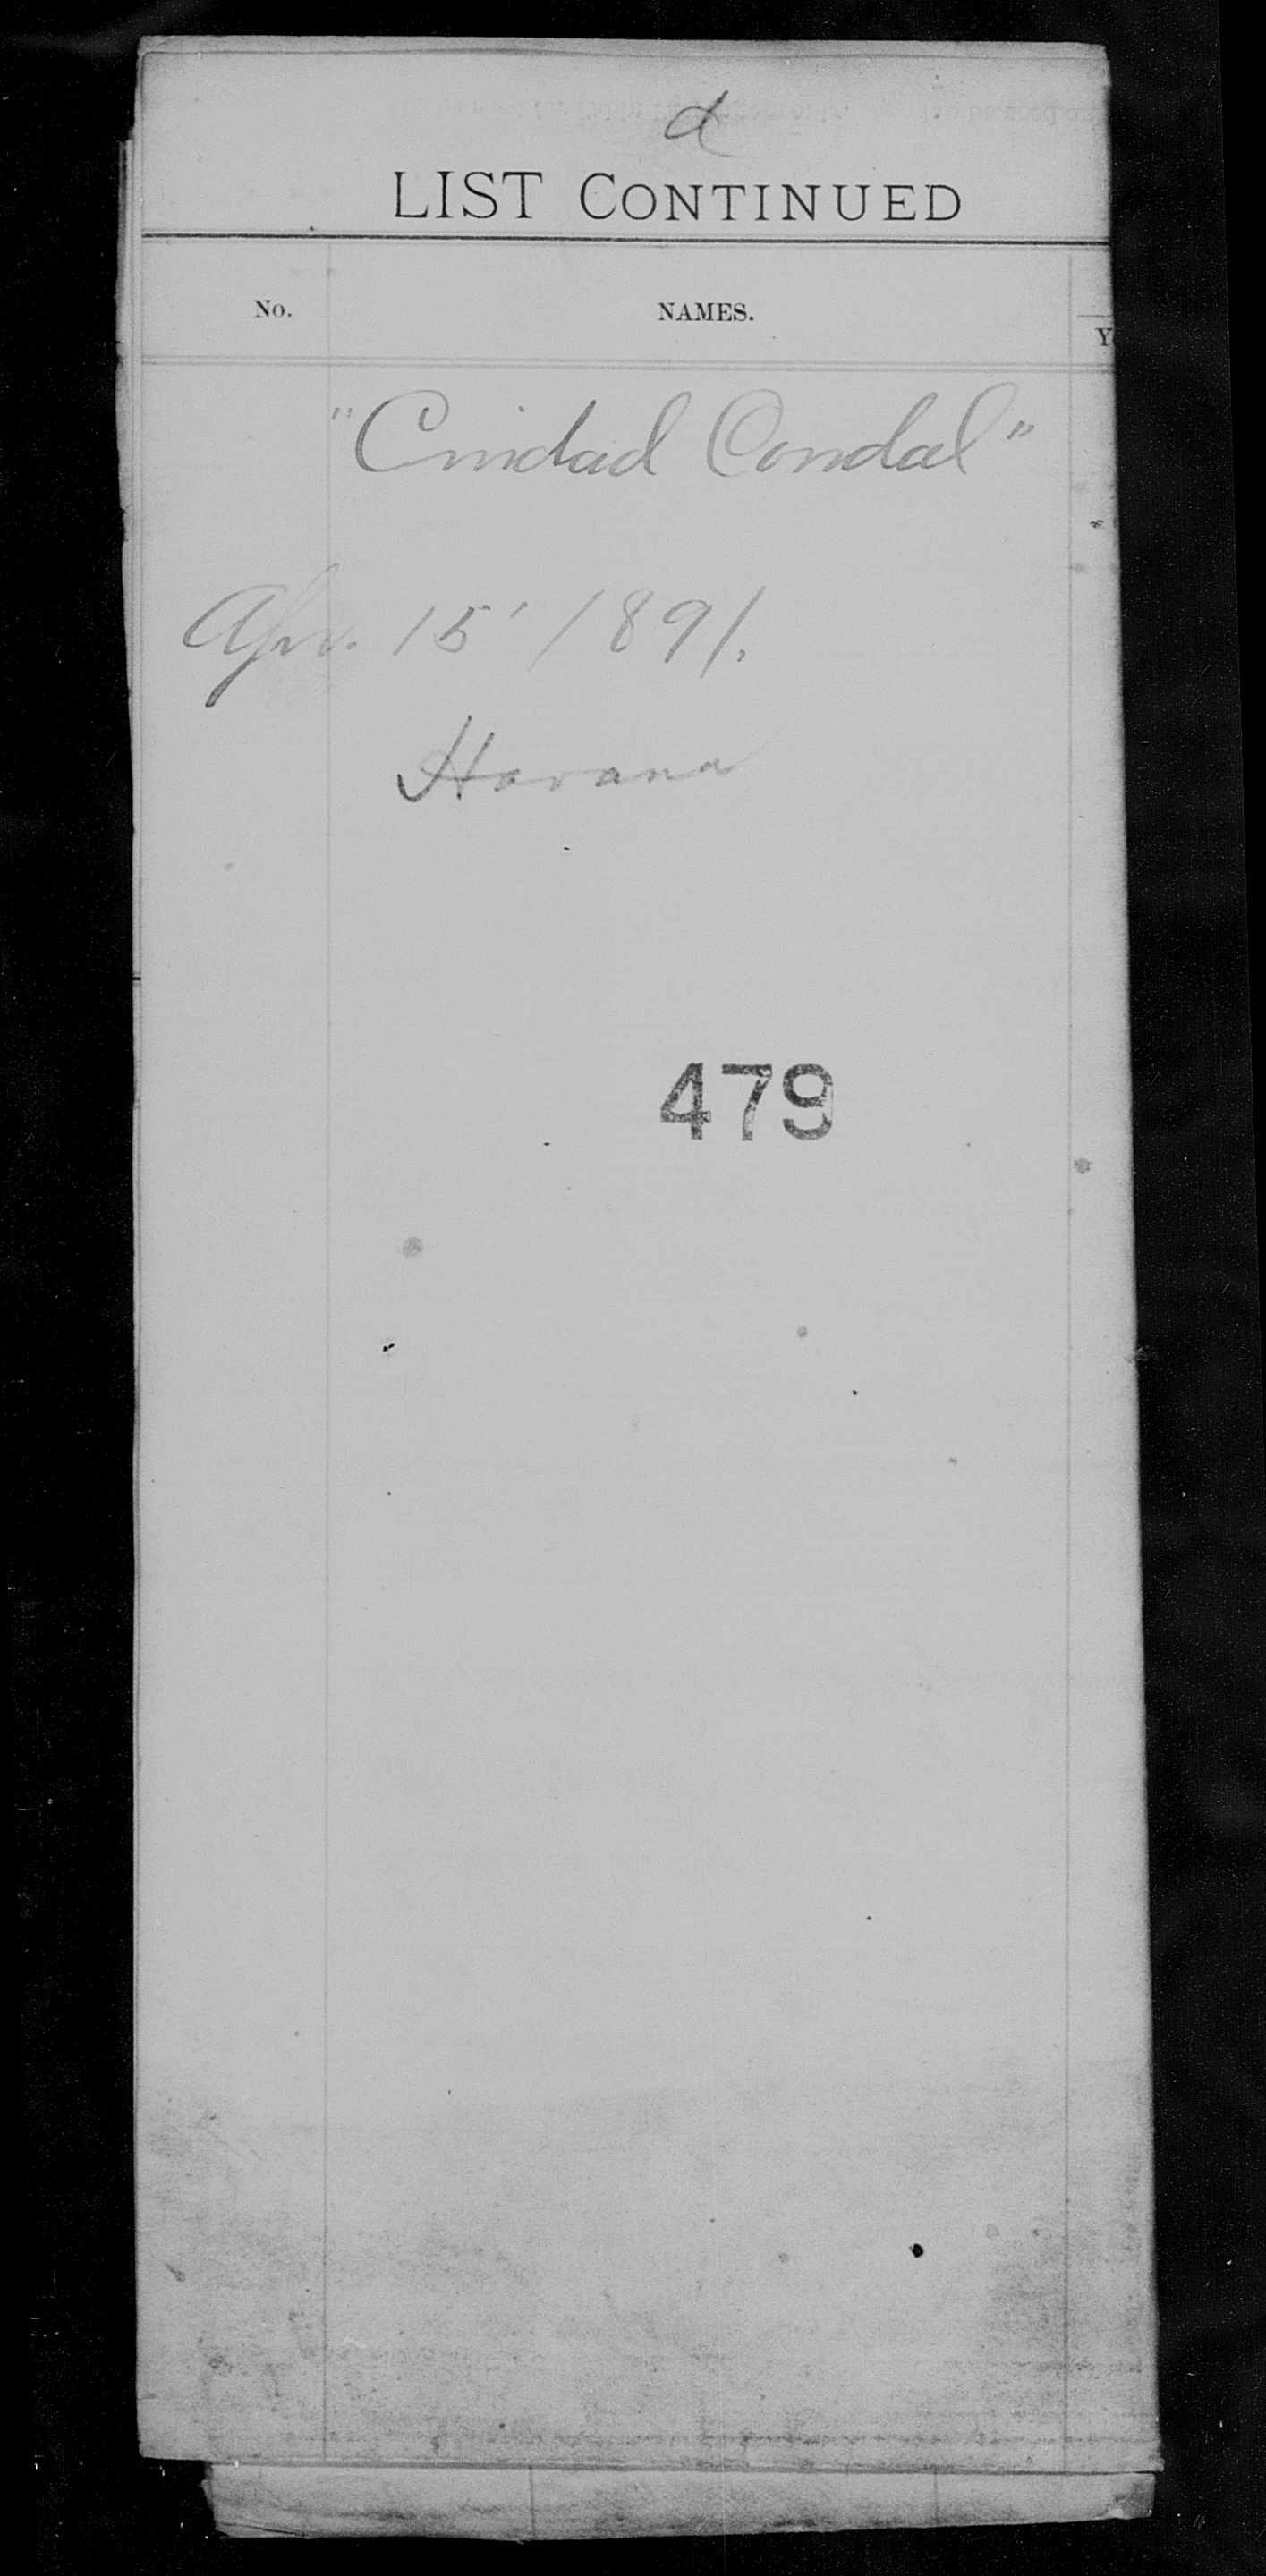 d
LIST CONTINUED
No.
NAMES.
Y
"Ciudad Condal"
Apr. 15' 1891.
Havana
479